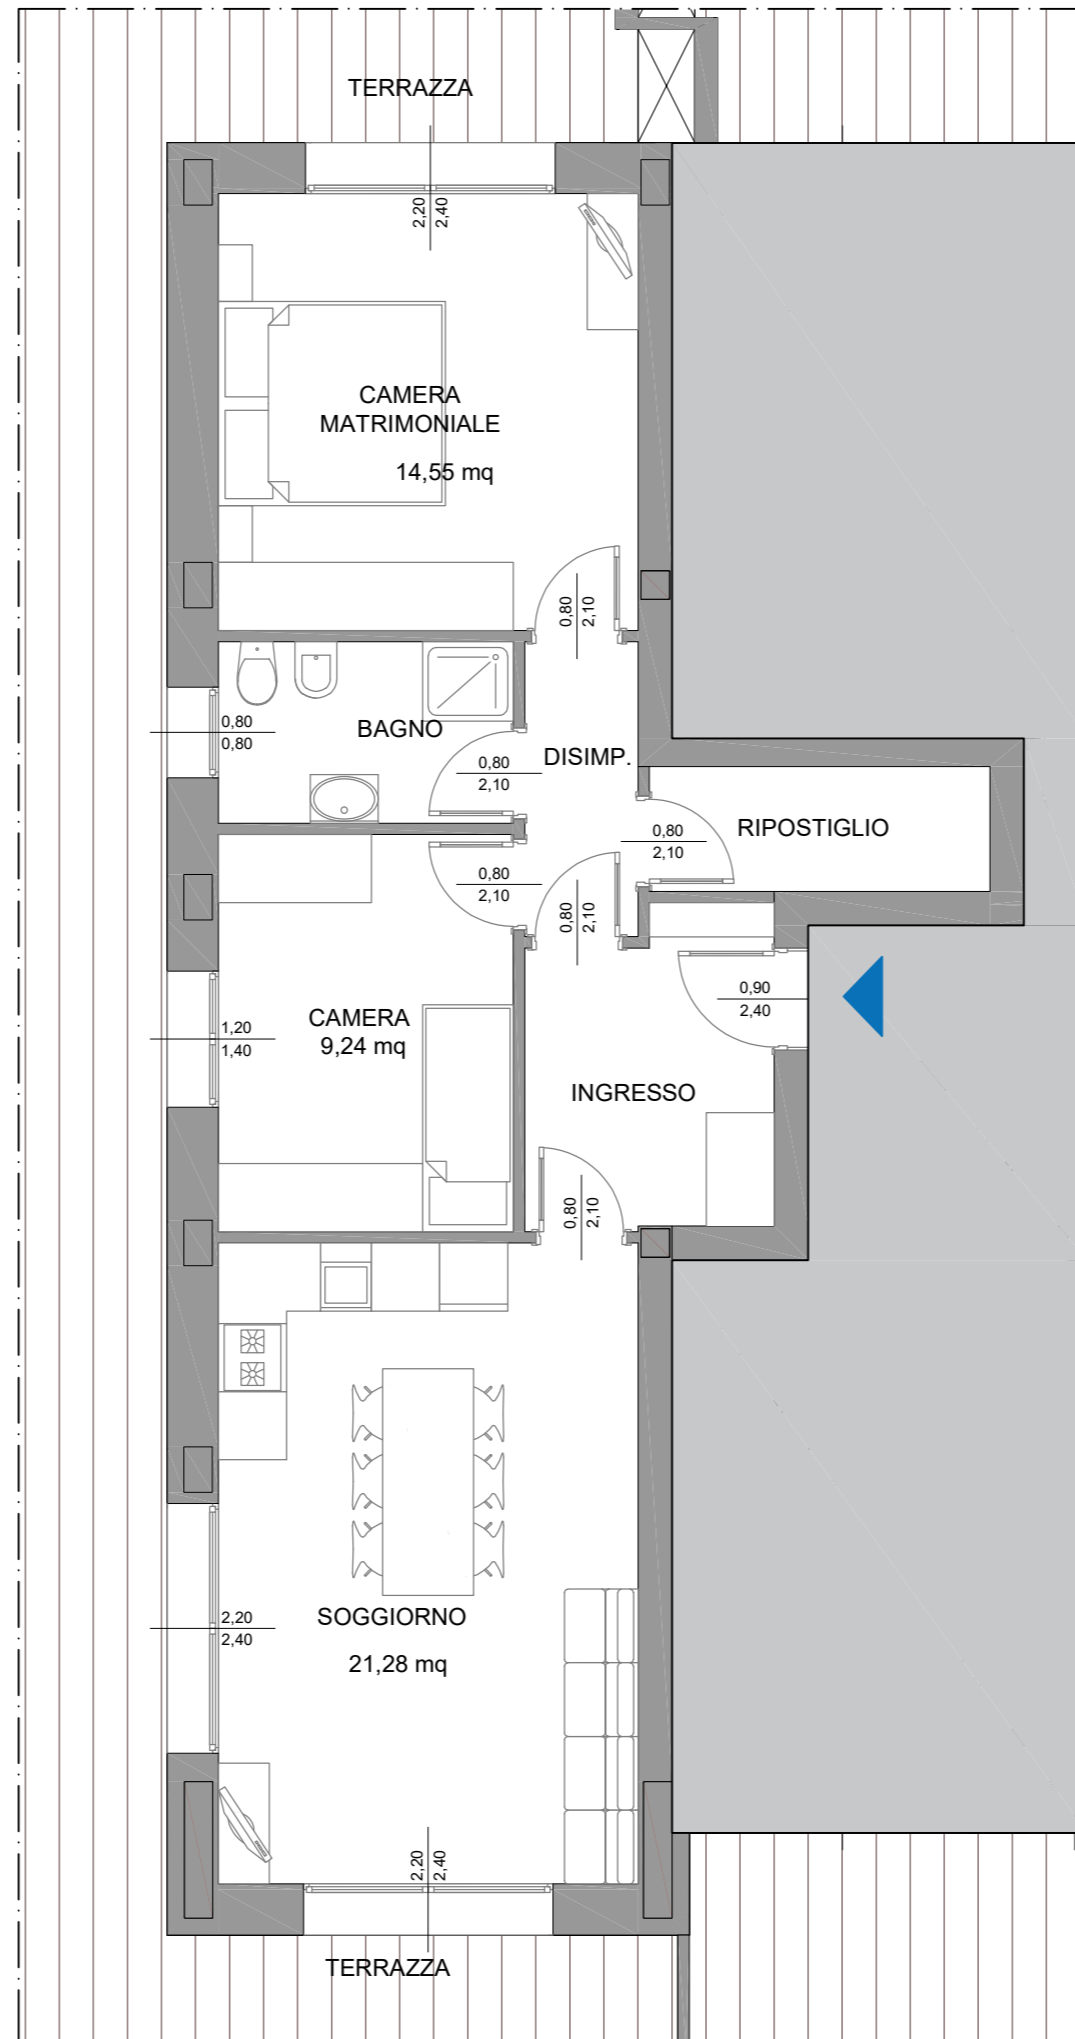 TERRAZZA
2,20
2,40
CAMERA
MATRIMONIALE
14,55 mq
0,80
2,10
0,80
0,80
BAGNO
0,80
2,10
DISIMP.
0,80
2,10
RIPOSTIGLIO
0,80
2,10
0,80
2,10
0,90
2,40
1,20
1,40
CAMERA
9,24 mq
INGRESSO
0,80
2,10
2,20
2,40
SOGGIORNO
21,28 mq
2,20
2,40
TERRAZZA